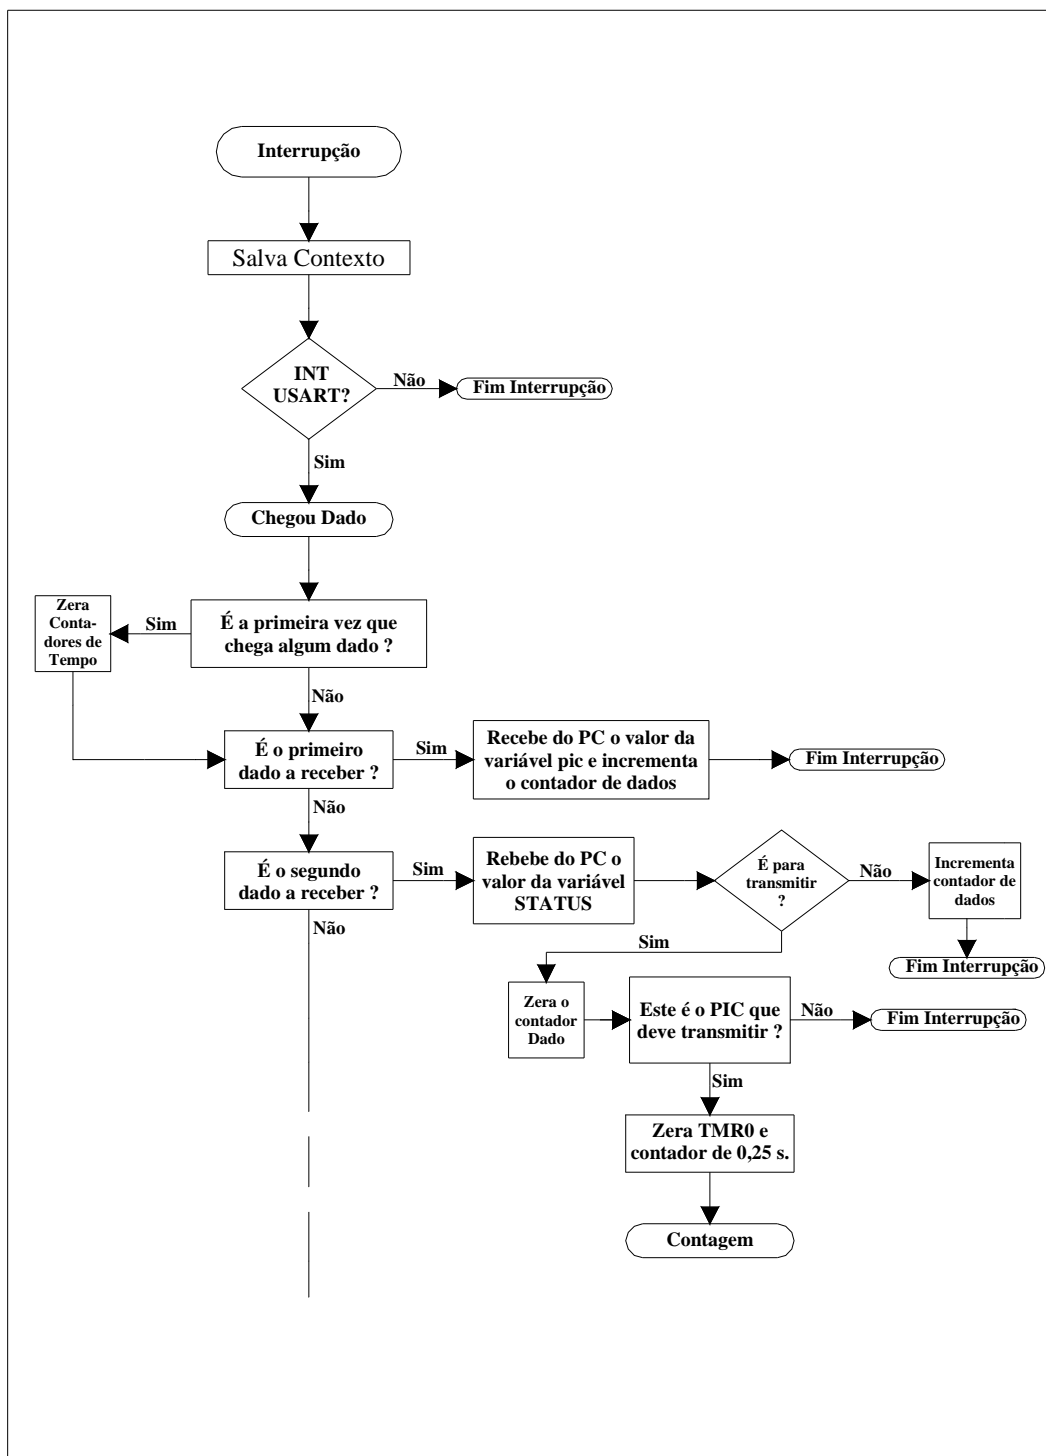 Interrupção
Salva Contexto
INT
USART?
Não
Fim Interrupção
Sim
Chegou Dado
Zera
Conta-
dores de
Tempo
Sim
É a primeira vez que
chega algum dado ?
Não
É o primeiro
dado a receber ?
Sim
Recebe do PC o valor da
variável pic e incrementa
o contador de dados
Fim Interrupção
Não
É o segundo
dado a receber ?
Sim
Rebebe do PC o
valor da variável
STATUS
É para
transmitir
?
Não
Incrementa
contador de
dados
Não
Sim
Fim Interrupção
Zera o
contador
Dado
Este é o PIC que
deve transmitir ?
Não
Fim Interrupção
Sim
Zera TMR0 e
contador de 0,25 s.
Contagem